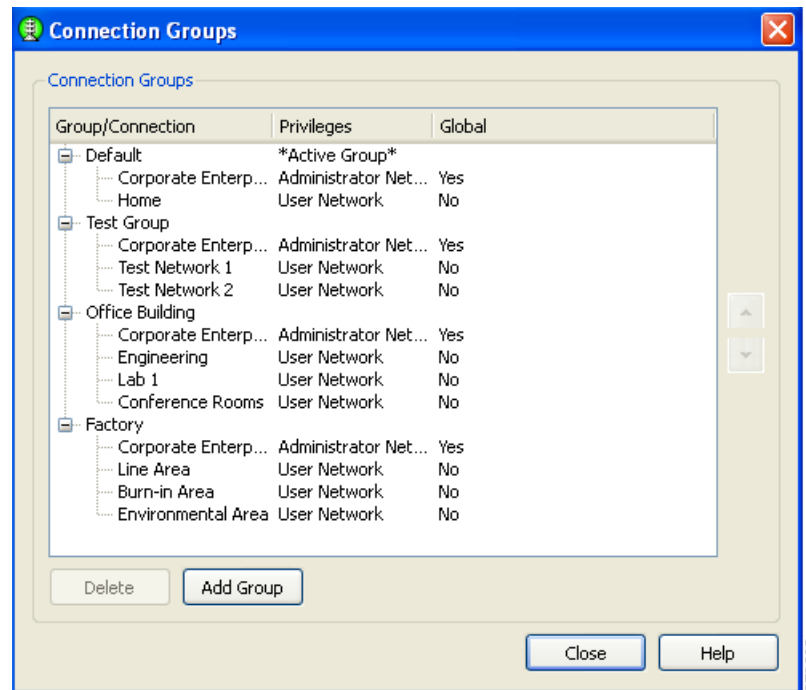 Connection Groups
Connection Groups
Group/Connection Privileges Global
Default *Active Group*
Corporate Enterp... Administrator Net... Yes
Home User Network No
Test Group
Corporate Enterp... Administrator Net... Yes
Test Network 1 User Network No
Test Network 2 User Network No
Office Building
Corporate Enterp... Administrator Net... Yes
Engineering User Network No
Lab 1 User Network No
Conference Rooms User Network No
Factory
Corporate Enterp... Administrator Net... Yes
Line Area User Network No
Burn-in Area User Network No
Environmental Area User Network No
Delete Add Group
Close Help